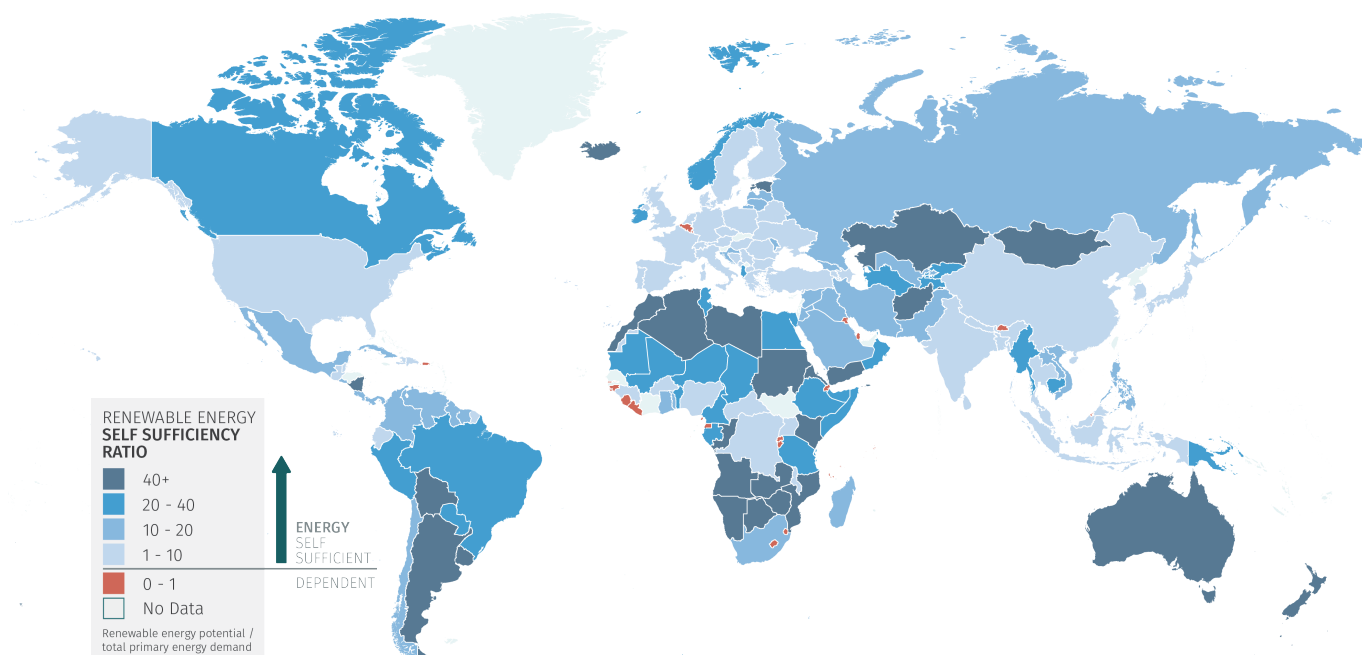 RENEWABLE ENERGY
SELF SUFFICIENCY
RATIO
40+
20 - 40
10 - 20
1 - 10
0 - 1
No Data
ENERGY
SELF
SUFFICIENT
DEPENDENT
Renewable energy potential /
total primary energy demand